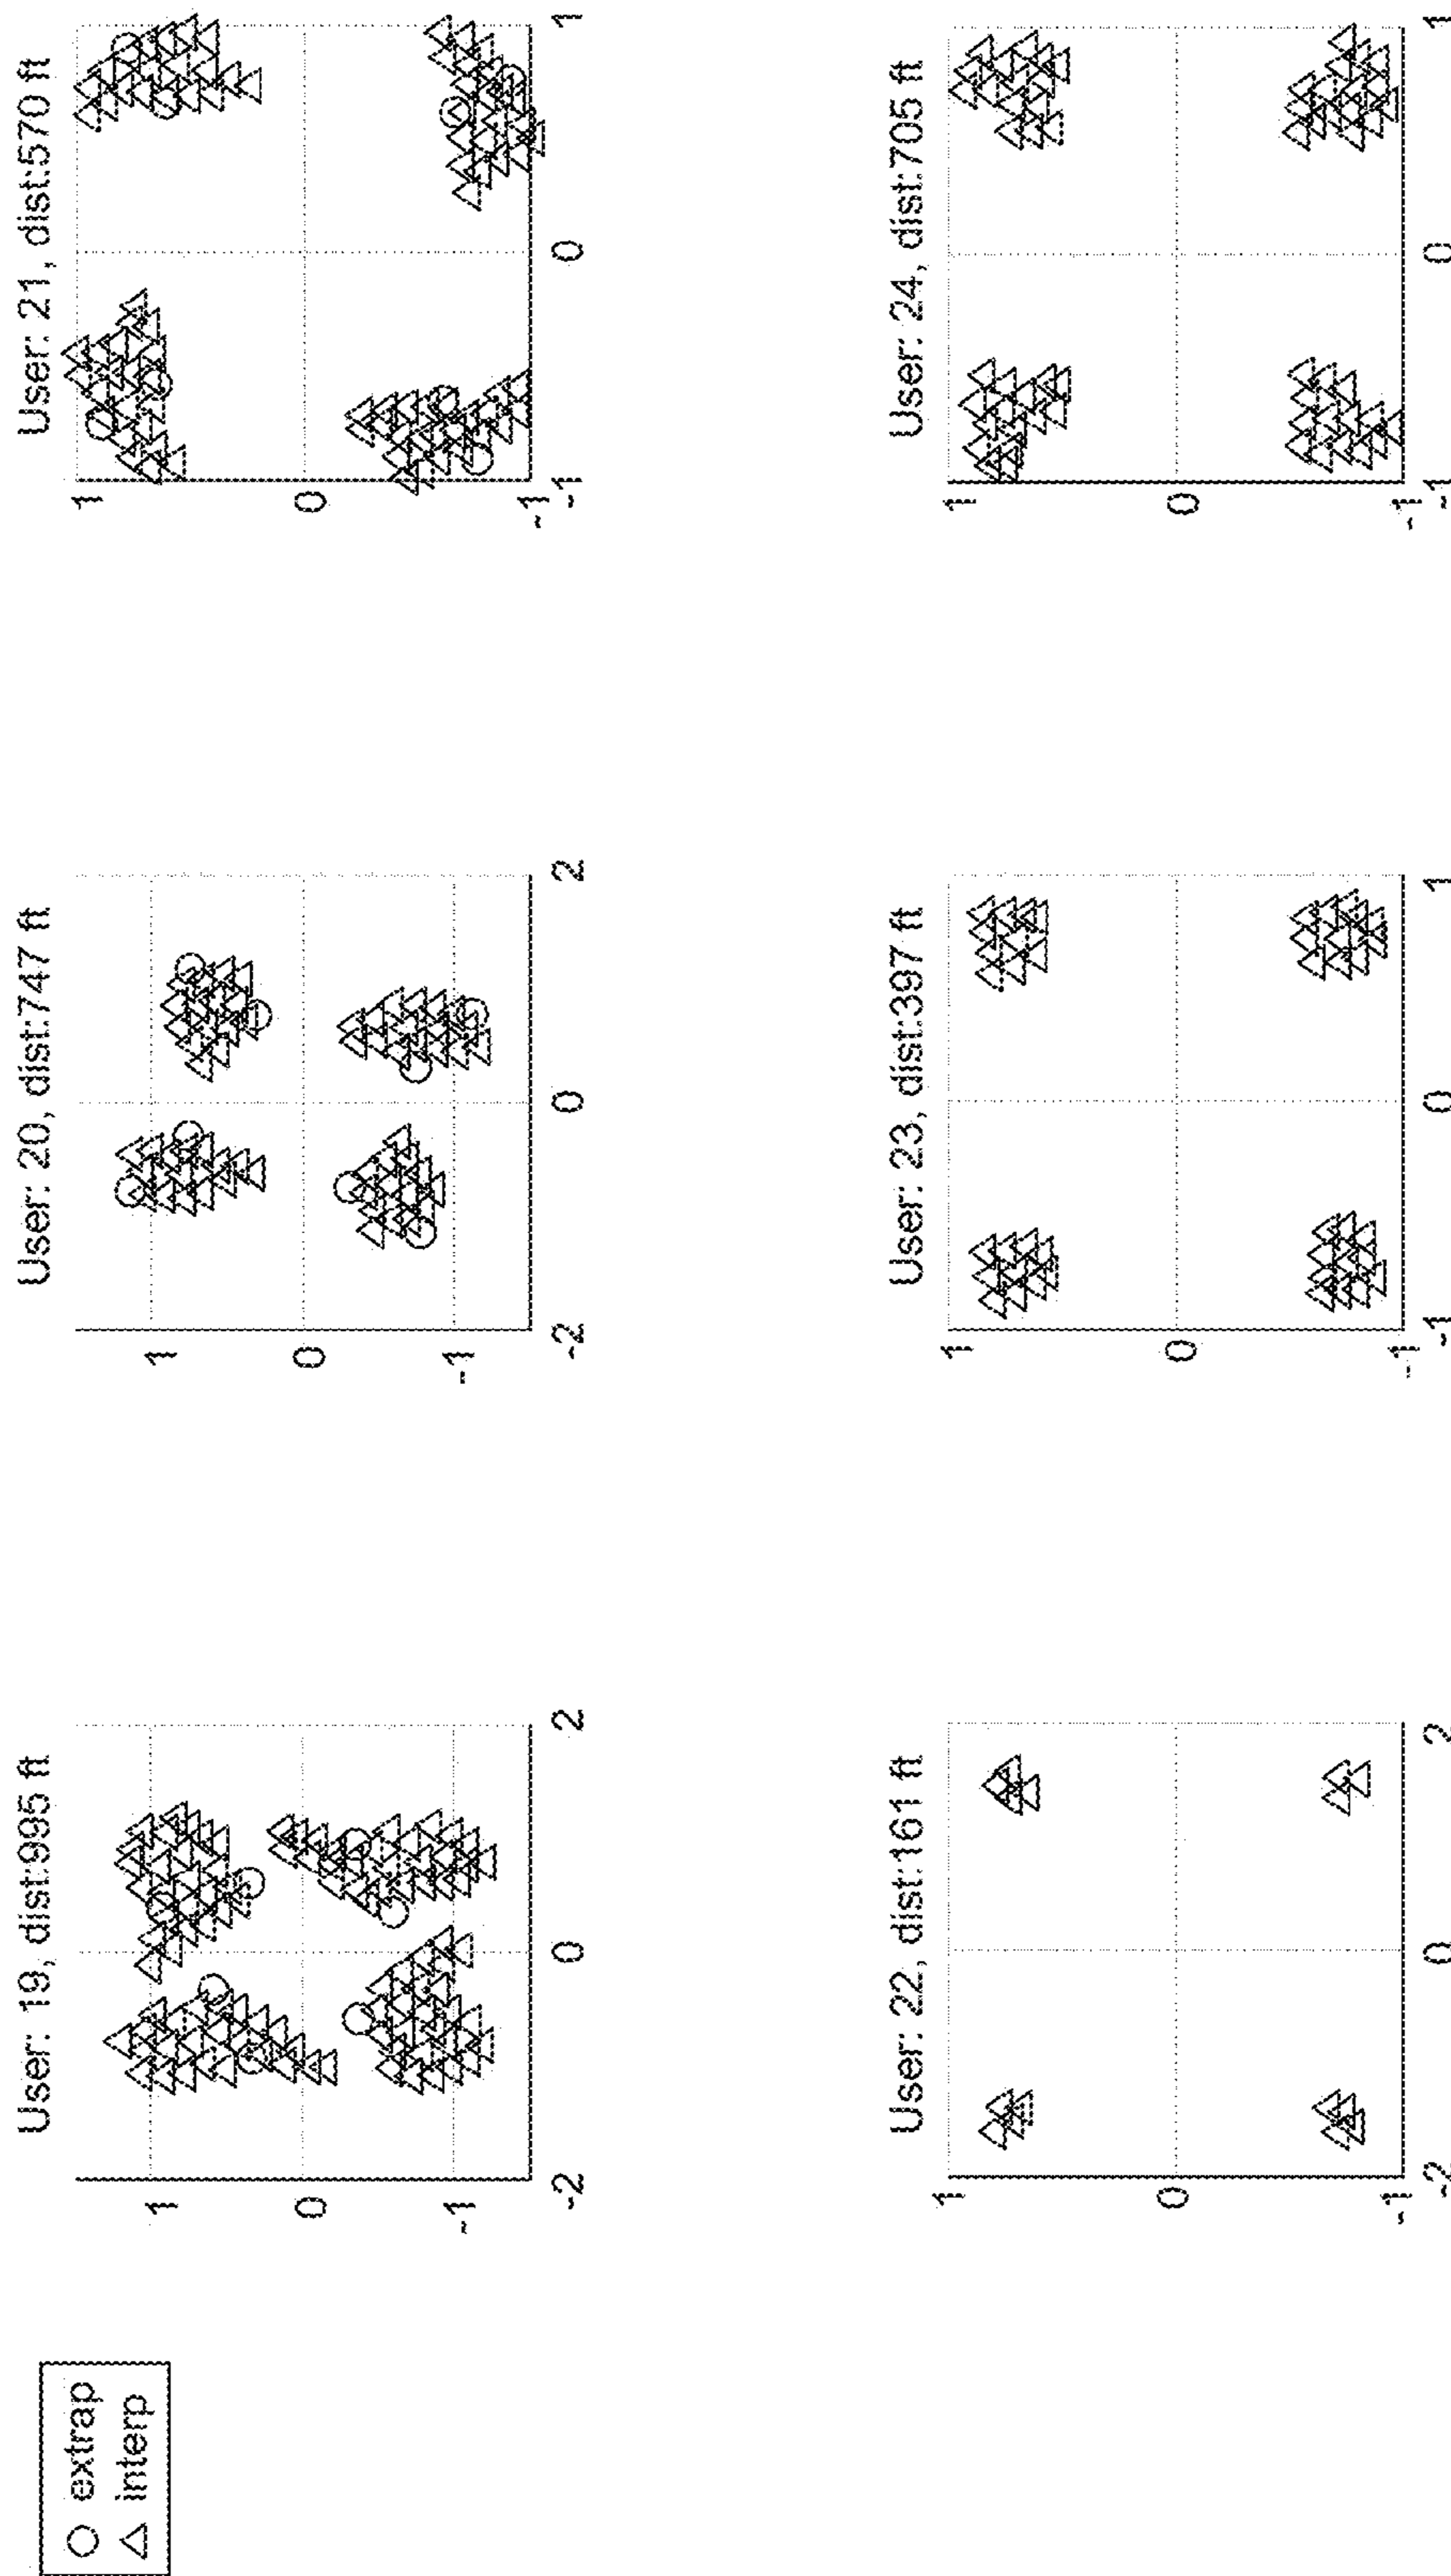 extrap
interp
User: 19, dist:995 ft
1
0
-1
-2 0 2
User: 20, dist:747 ft
1
0
-1
-2 0 2
User: 21, dist:570 ft
1
0
-1
-1 0 1
User: 22, dist:161 ft
1
0
-1
-2 0 2
User: 23, dist:397 ft
1
0
-1
-1 0 1
User: 24, dist:705 ft
1
0
-1
-1 0 1